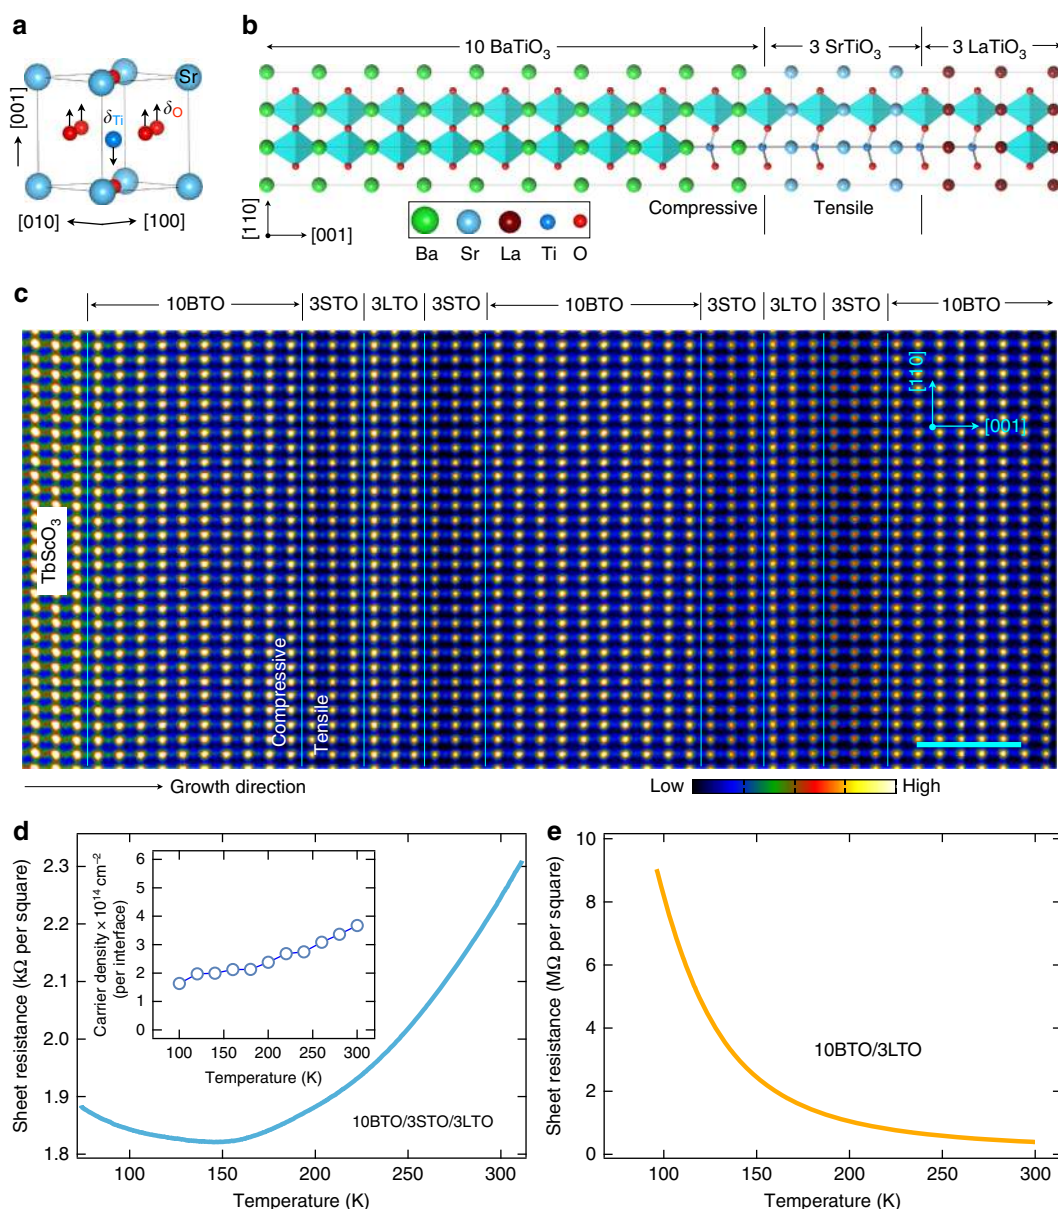 a
Sr
δTi
δO
[001]
[010]
[100]
b
10 BaTiO3
3 SrTiO3
3 LaTiO3
Compressive
Tensile
[110]
[001]
Ba
Sr
La
Ti
O
c
10BTO
3STO
3LTO
3STO
10BTO
3STO
3LTO
3STO
10BTO
TbScO3
Compressive
Tensile
[110]
[001]
Growth direction
Low
High
d
Sheet resistance (kΩ per square)
2.3
2.2
2.1
2.0
1.9
1.8
100
150
200
250
300
Temperature (K)
10BTO/3STO/3LTO
Carrier density × 10^14 cm^−2
(per interface)
6
5
4
3
2
1
0
100
150
200
250
300
Temperature (K)
e
Sheet resistance (MΩ per square)
10
8
6
4
2
0
100
150
200
250
300
Temperature (K)
10BTO/3LTO